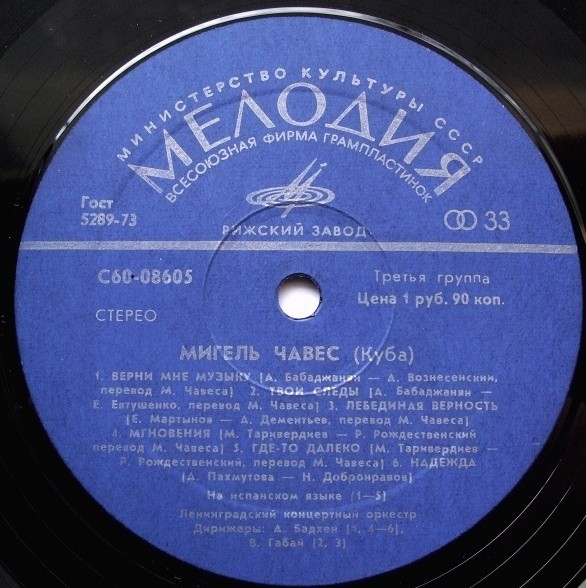 МИНИСТЕРСТВО КУЛЬТУРЫ СССР
МЕЛОДИЯ
ВСЕСОЮЗНАЯ ФИРМА ГРАМПЛАСТИНОК
Гост
5289-73
33
РИЖСКИЙ ЗАВОД
С60-08605
Третья группа
Цена 1 руб. 90 коп.
СТЕРЕО
МИГЕЛЬ ЧАВЕС (Куба)
1. ВЕРНИ МНЕ МУЗЫКУ (А. Бабаджанян — А. Вознесенский,
перевод М. Чавеса) 2. ТВОИ СЛЕДЫ (А. Бабаджанян —
Е. Евтушенко, перевод М. Чавеса) 3. ЛЕБЕДИНАЯ ВЕРНОСТЬ
(Е. Мартынов — А. Дементьев, перевод М. Чавеса)
4. МГНОВЕНИЯ (М. Таривердиев — Р. Рождественский
перевод М. Чавеса) 5. ГДЕ-ТО ДАЛЕКО (М. Таривердиев —
Р. Рождественский, перевод М. Чавеса) 6. НАДЕЖДА
(А. Пахмутова — Н. Добронравов)
На испанском языке (1—5)
Ленинградский концертный оркестр
Дирижеры: А. Бадхен (1, 4—6),
В. Габай (2, 3)